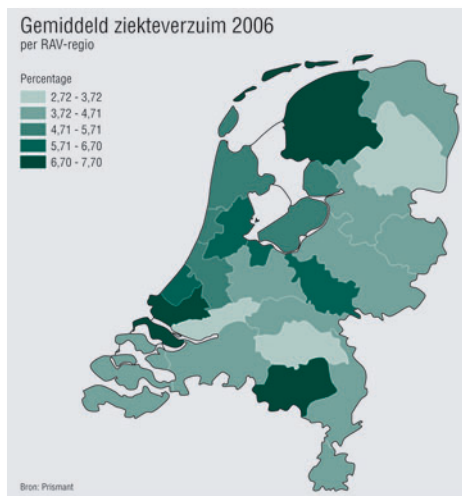 Gemiddeld ziekteverzuim 2006
per RAV-regio
Percentage
2,72 - 3,72
3,72 - 4,71
4,71 - 5,71
5,71 - 6,70
6,70 - 7,70
Bron: Prismant